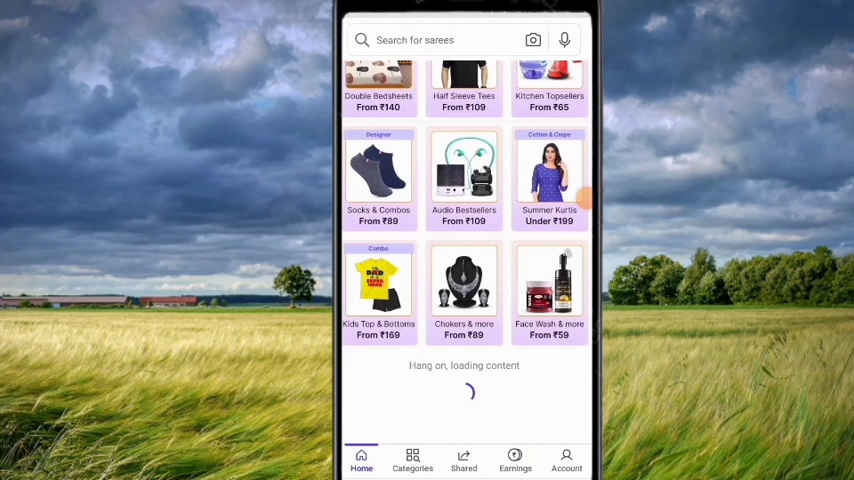 Search for sarees
Double Bedsheets
From ₹140
Half Sleeve Tees
From ₹109
Kitchen Topsellers
From ₹65
Designer
Socks & Combos
From ₹89
Audio Bestsellers
From ₹109
Cotton & Crepe
Summer Kurtis
Under ₹199
Combo
DAD
SUPER
Kids Top & Bottoms
From ₹169
Chokers & more
From ₹89
Face Wash & more
From ₹59
Hang on, loading content
Home
Categories
Shared
Earnings
Account